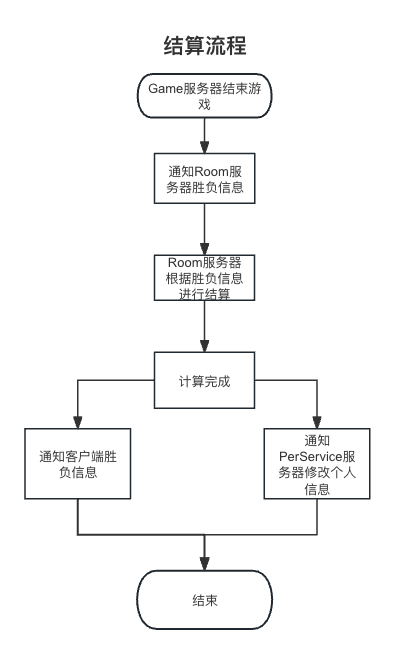 结算流程
Game服务器结束游
戏
通知Room服
务器胜负信息
Room服务器
根据胜负信息
进行结算
计算完成
通知客户端胜
负信息
通知
PerService服
务器修改个人
信息
结束